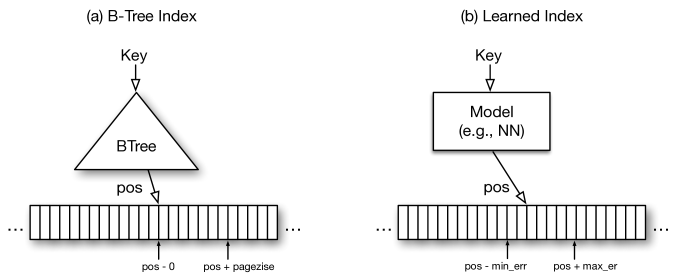 (a) B-Tree Index
Key
BTree
pos
...
...
pos - 0
pos + pagezise
(b) Learned Index
Key
Model
(e.g., NN)
pos
...
...
pos - min_err
pos + max_er